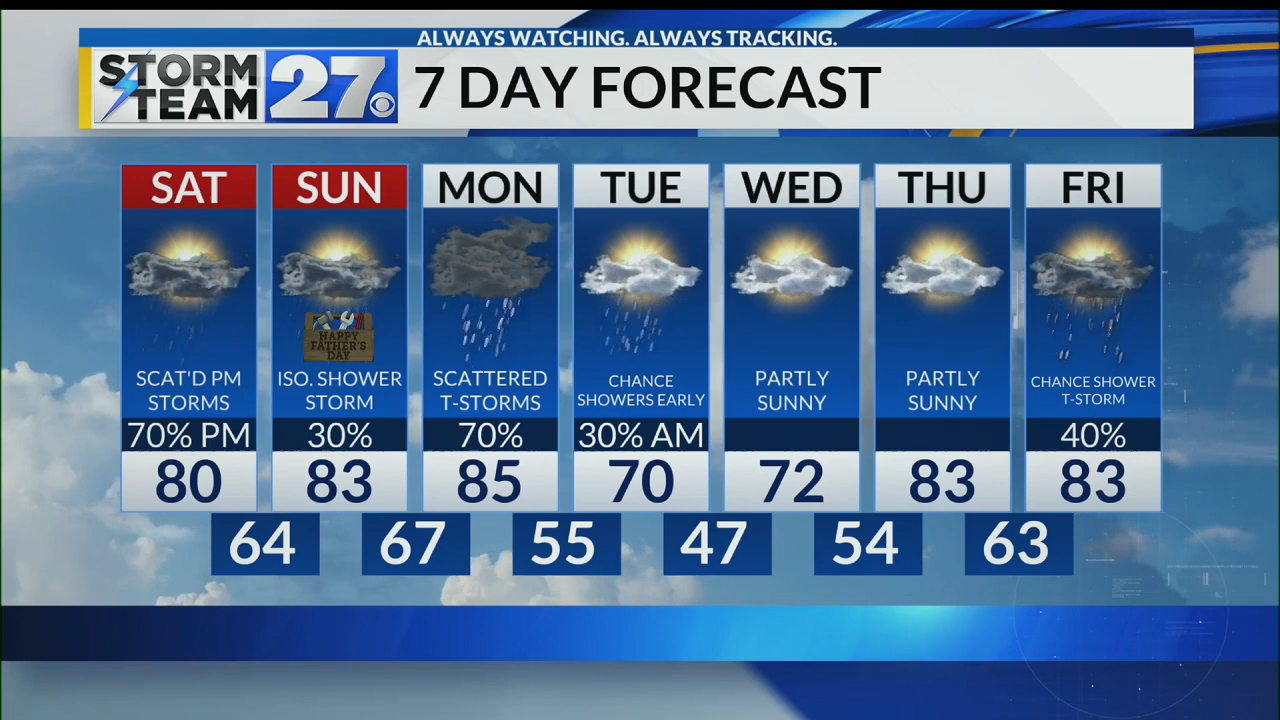 ALWAYS WATCHING. ALWAYS TRACKING.
STORM
TEAM
27
7 DAY FORECAST
SAT
SUN
MON
TUE
WED
THU
FRI
HAPPY
FATHER'S
DAY
SCAT'D PM
STORMS
ISO. SHOWER
STORM
SCATTERED
T-STORMS
CHANCE
SHOWERS EARLY
PARTLY
SUNNY
PARTLY
SUNNY
CHANCE SHOWER
T-STORM
70% PM
30%
70%
30% AM
40%
80
83
85
70
72
83
83
64
67
55
47
54
63